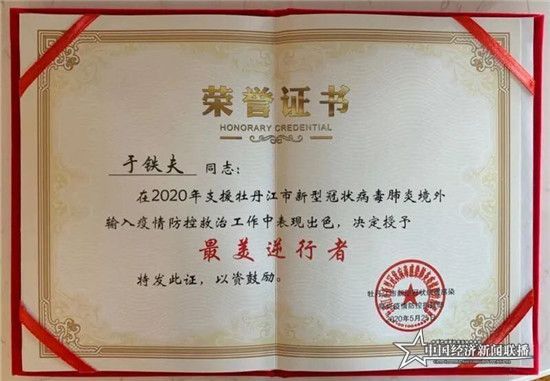 荣誉证书
HONORARY CREDENTIAL
于铁夫 同志:
在2020年支援牡丹江市新型冠状病毒肺炎境外
输入疫情防控救治工作中表现出色,决定授予
最美逆行者
特发此证,以资鼓励。
2020年5月25日
中国经济新闻联播